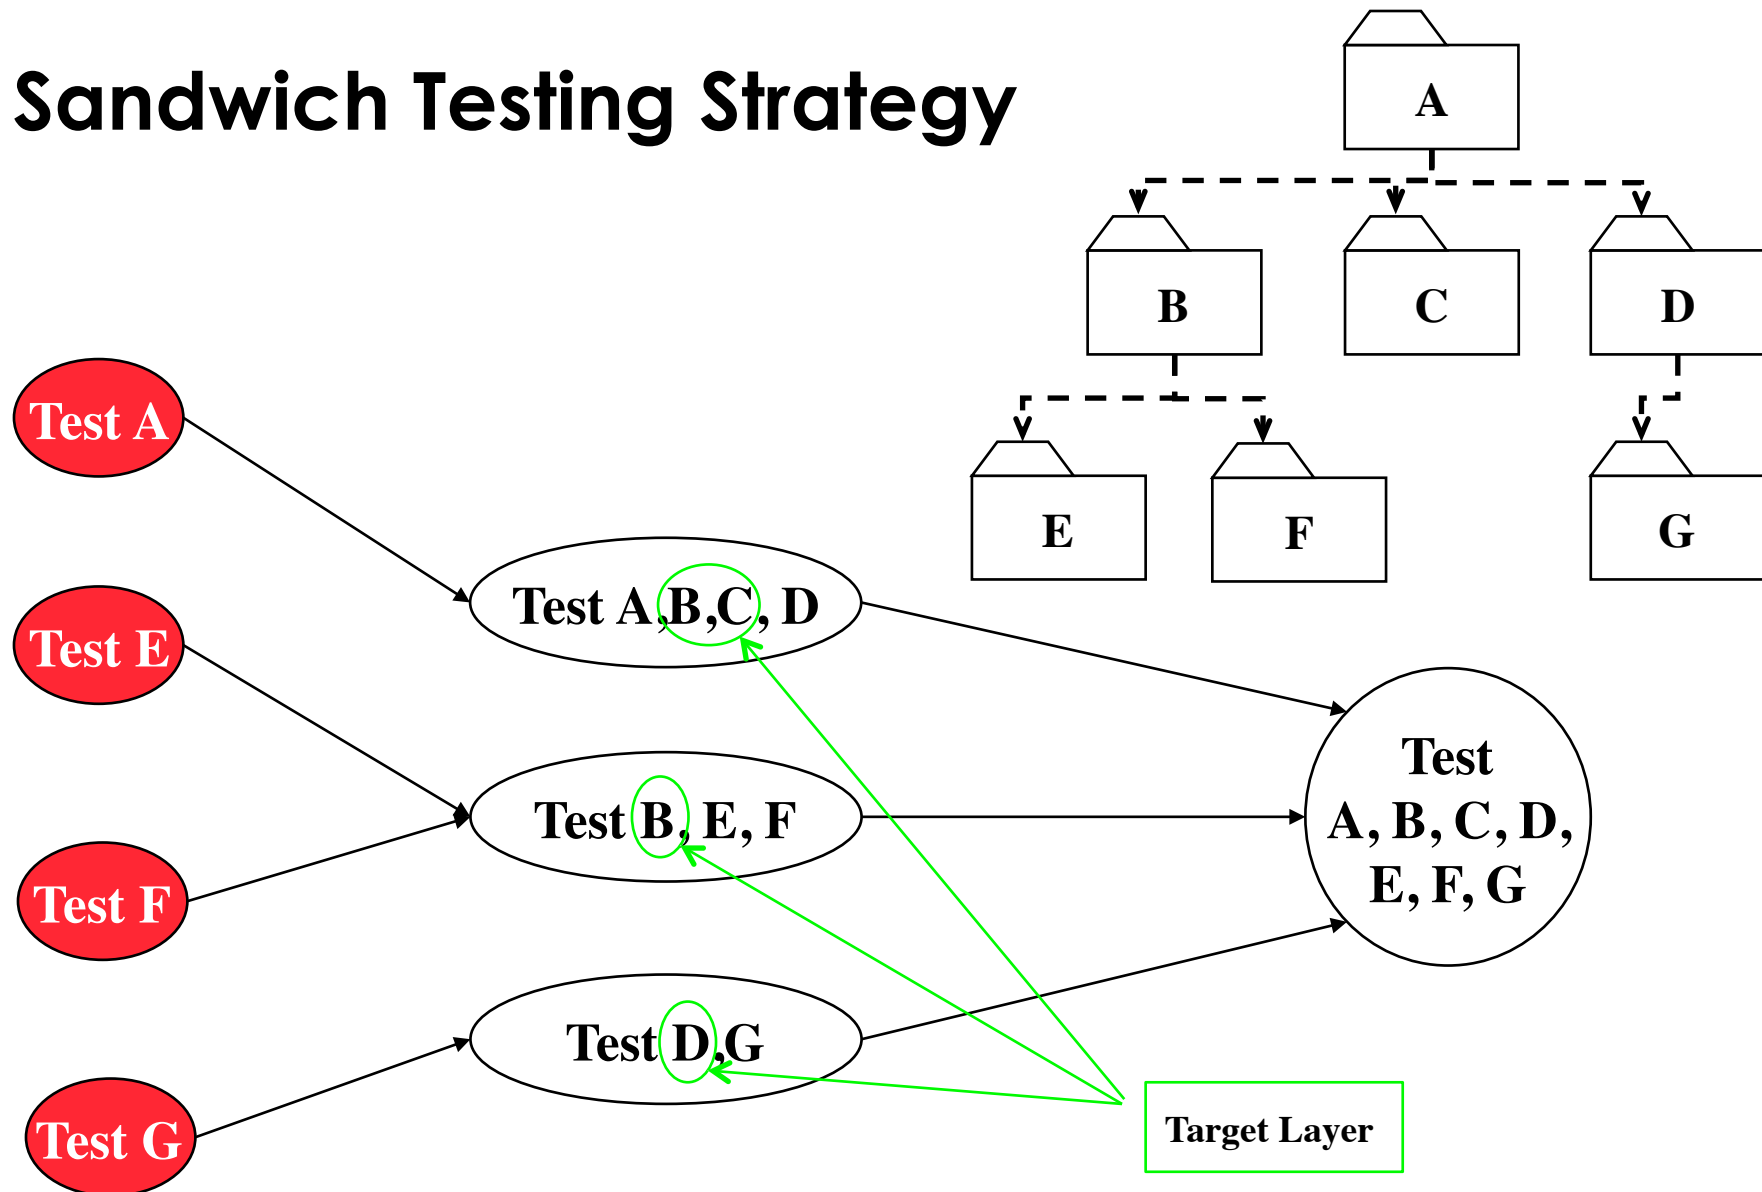 Sandwich Testing Strategy
A
B
C
D
E
F
G
Test A
Test E
Test F
Test G
Test A,B,C, D
Test B, E, F
Test D,G
Test
A, B, C, D,
E, F, G
Target Layer